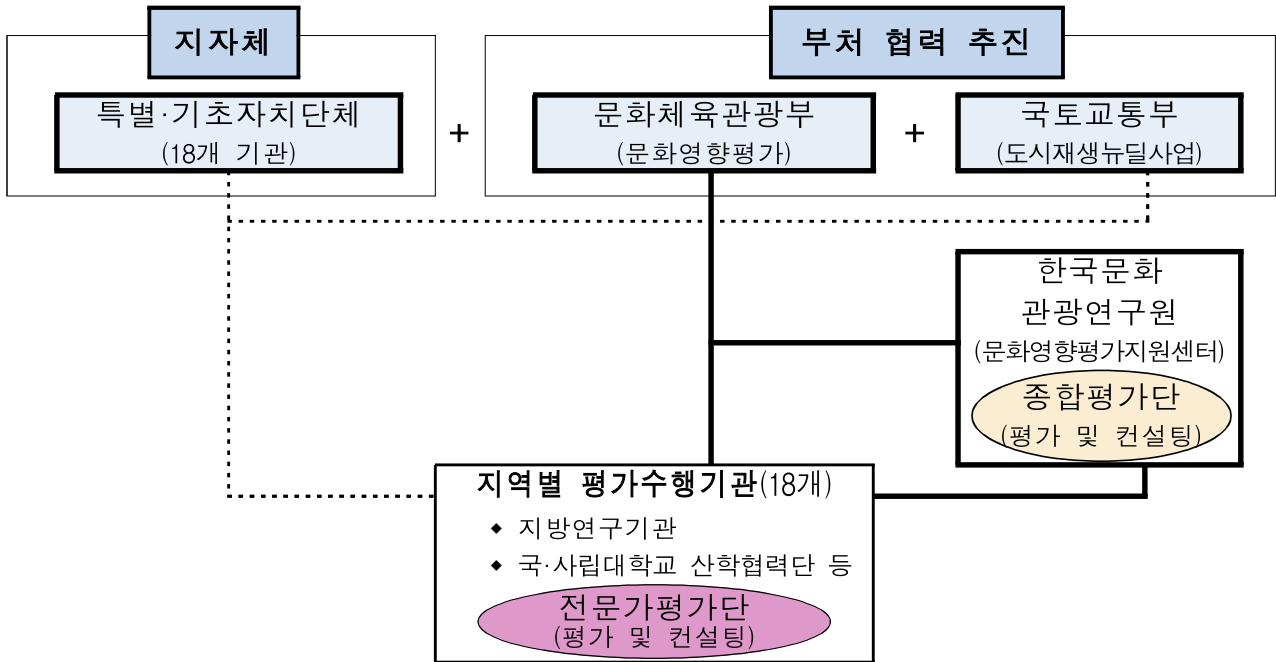 지자체
부처 협력 추진
특별·기초자치단체
(18개 기관)
+
문화체육관광부
(문화영향평가)
+
국토교통부
(도시재생뉴딜사업)
한국문화
관광연구원
(문화영향평가지원센터)
종합평가단
(평가 및 컨설팅)
지역별 평가수행기관(18개)
◆ 지방연구기관
◆ 국·사립대학교 산학협력단 등
전문가평가단
(평가 및 컨설팅)